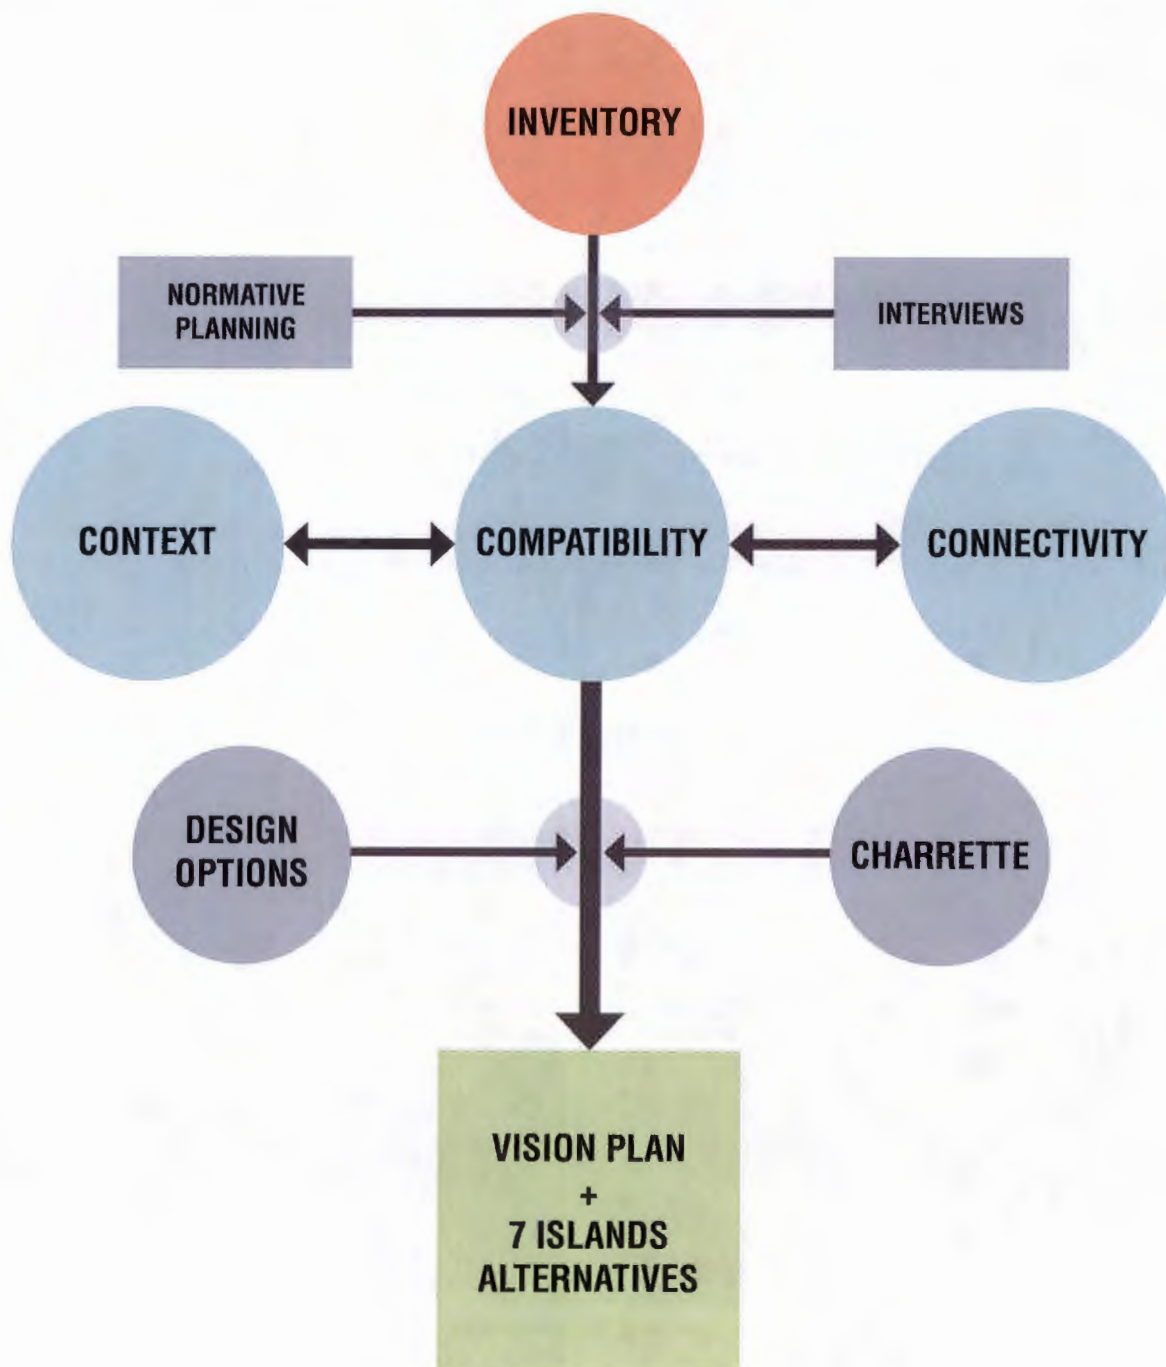 INVENTORY
NORMATIVE
PLANNING
INTERVIEWS
CONTEXT
COMPATIBILITY
CONNECTIVITY
DESIGN
OPTIONS
CHARRETTE
VISION PLAN
+
7 ISLANDS
ALTERNATIVES